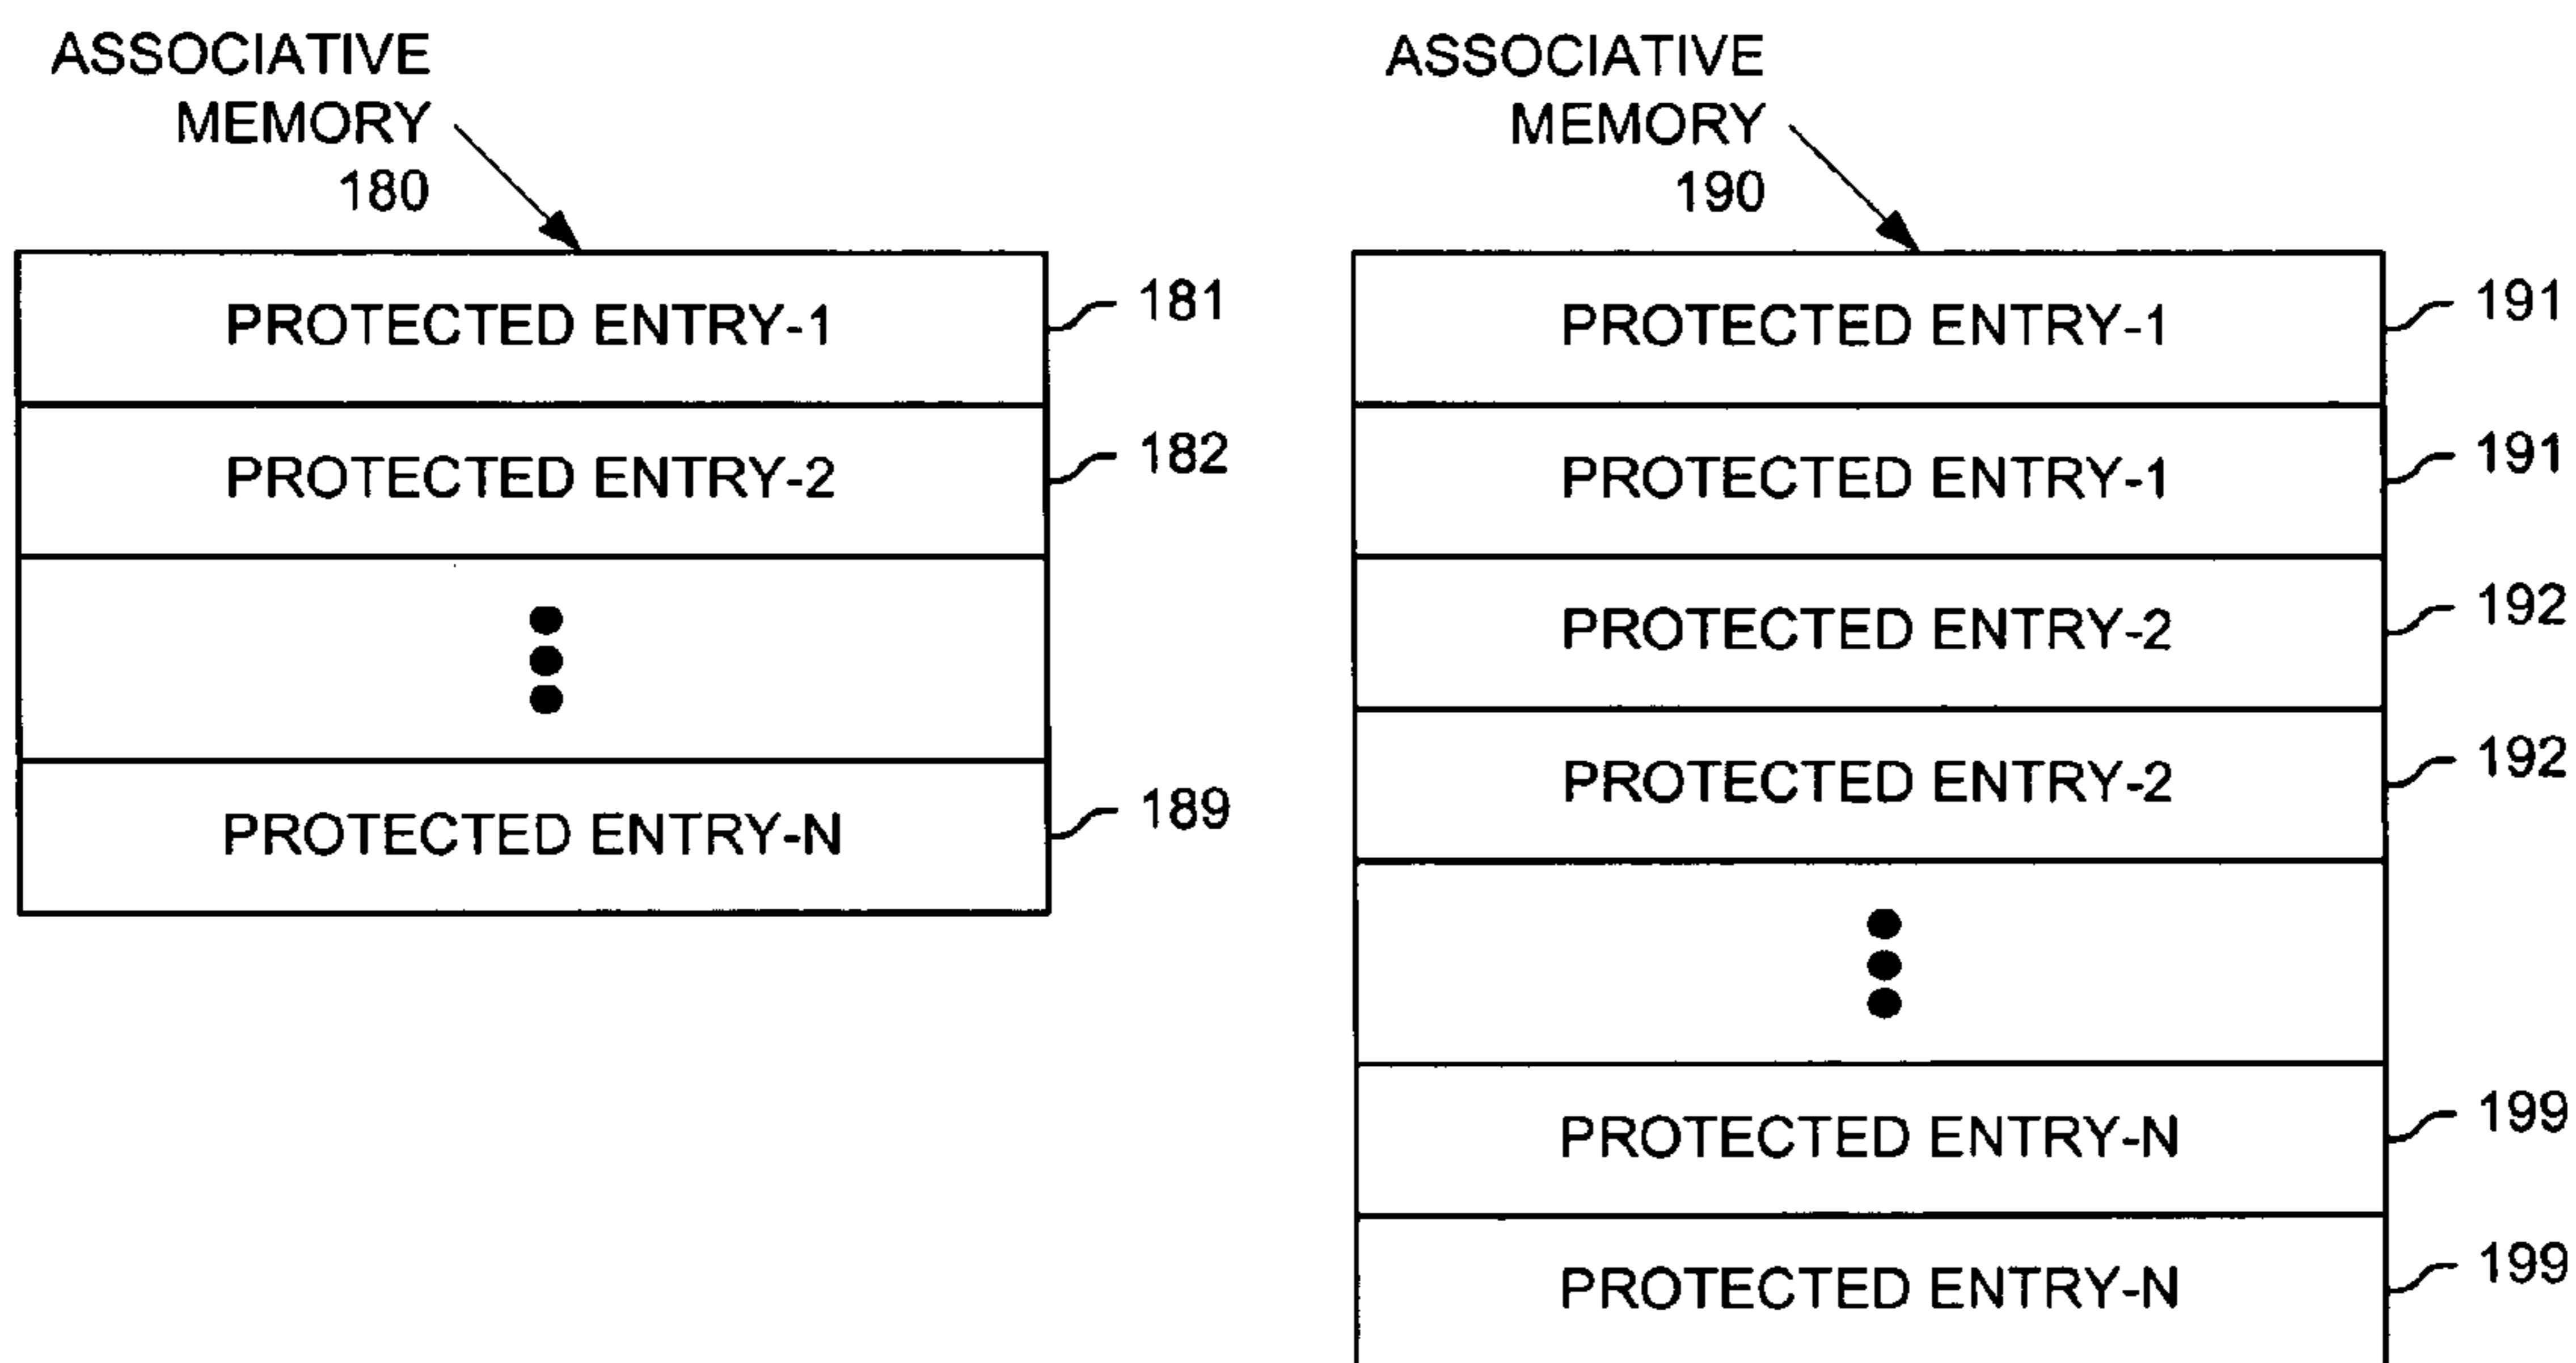 ASSOCIATIVE
MEMORY
180
PROTECTED ENTRY-1
181
PROTECTED ENTRY-2
182
PROTECTED ENTRY-N
189
ASSOCIATIVE
MEMORY
190
PROTECTED ENTRY-1
191
PROTECTED ENTRY-1
191
PROTECTED ENTRY-2
192
PROTECTED ENTRY-2
192
PROTECTED ENTRY-N
199
PROTECTED ENTRY-N
199